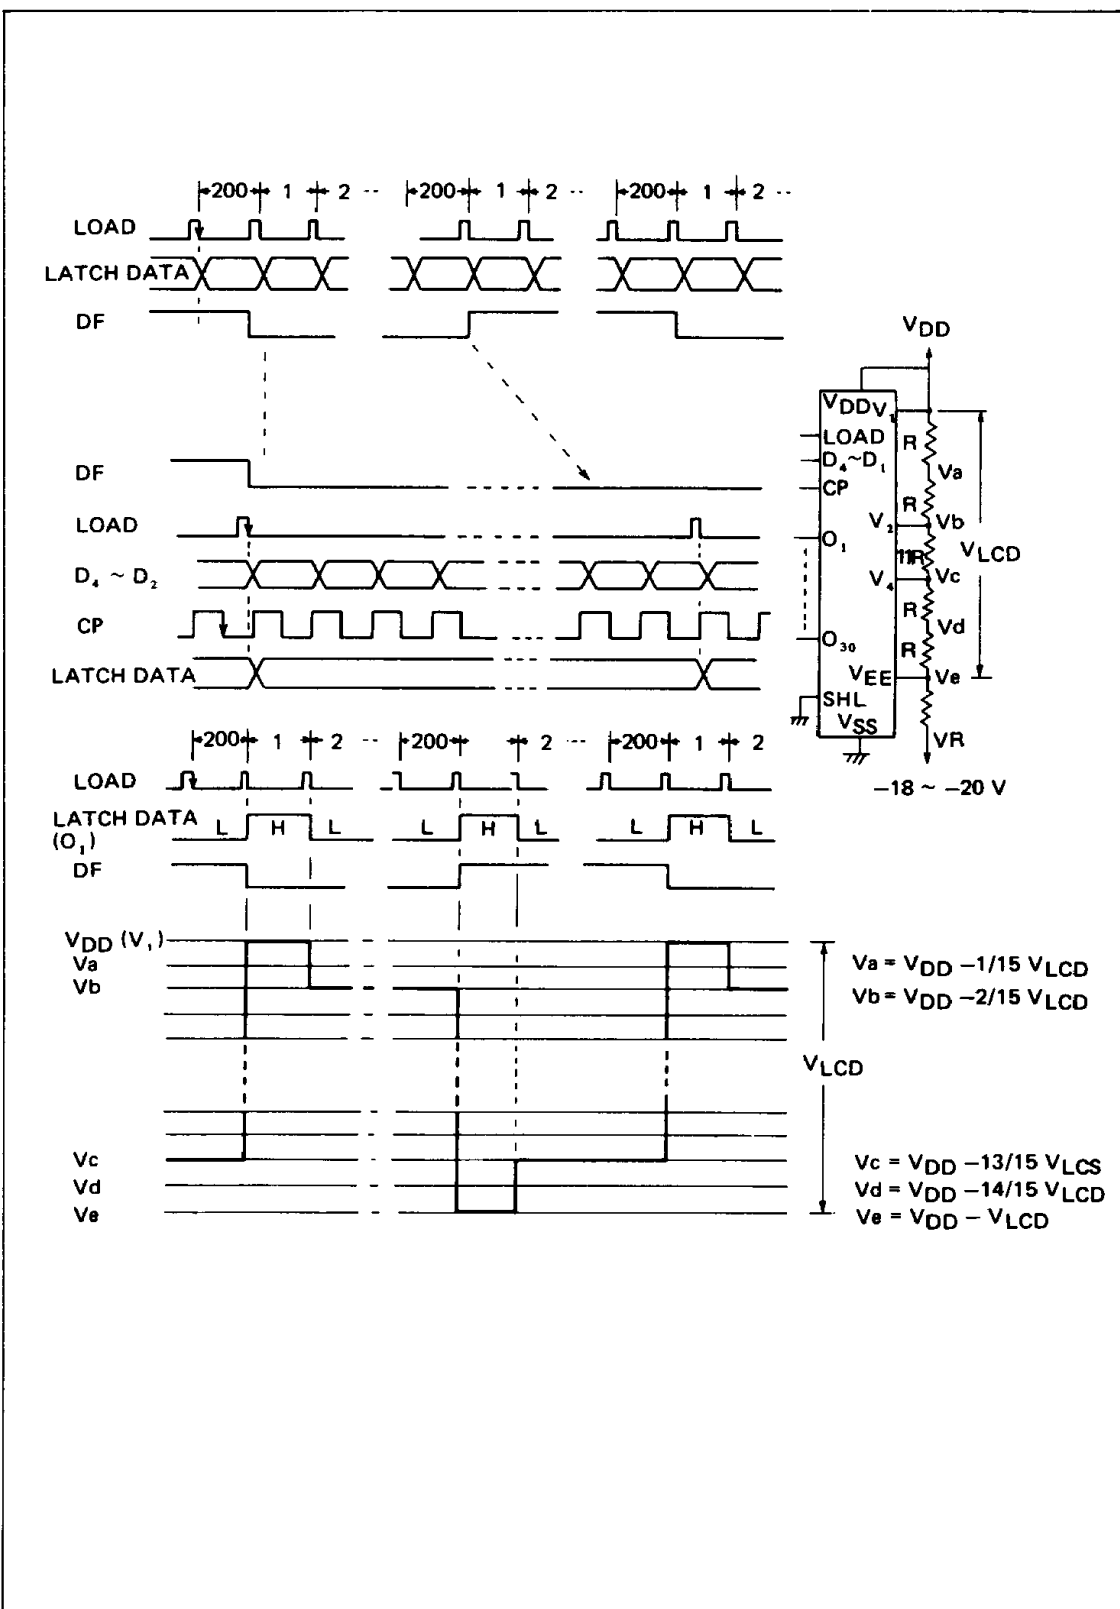 200 1 2 ·· 200 1 2 ·· 200 1 2 ··
LOAD
LATCH DATA
DF
DF
LOAD
D₄ ~ D₂
CP
LATCH DATA
VDD
VDD V₁
LOAD
D₄~D₁
CP
O₁
O₃₀
SHL
VSS
V₂
V₄
VEE
R
Va
R
Vb
11R
Vc
R
Vd
R
Ve
VR
VLCD
−18 ~ −20 V
200 1 2 ·· 200 2 ··· 200 1 2
LOAD
LATCH DATA
(O₁)
L H L L H L L H L
DF
VDD (V₁)
Va
Vb
Vc
Vd
Ve
VLCD
Va = VDD −1/15 VLCD
Vb = VDD −2/15 VLCD
Vc = VDD −13/15 VLCS
Vd = VDD −14/15 VLCD
Ve = VDD − VLCD